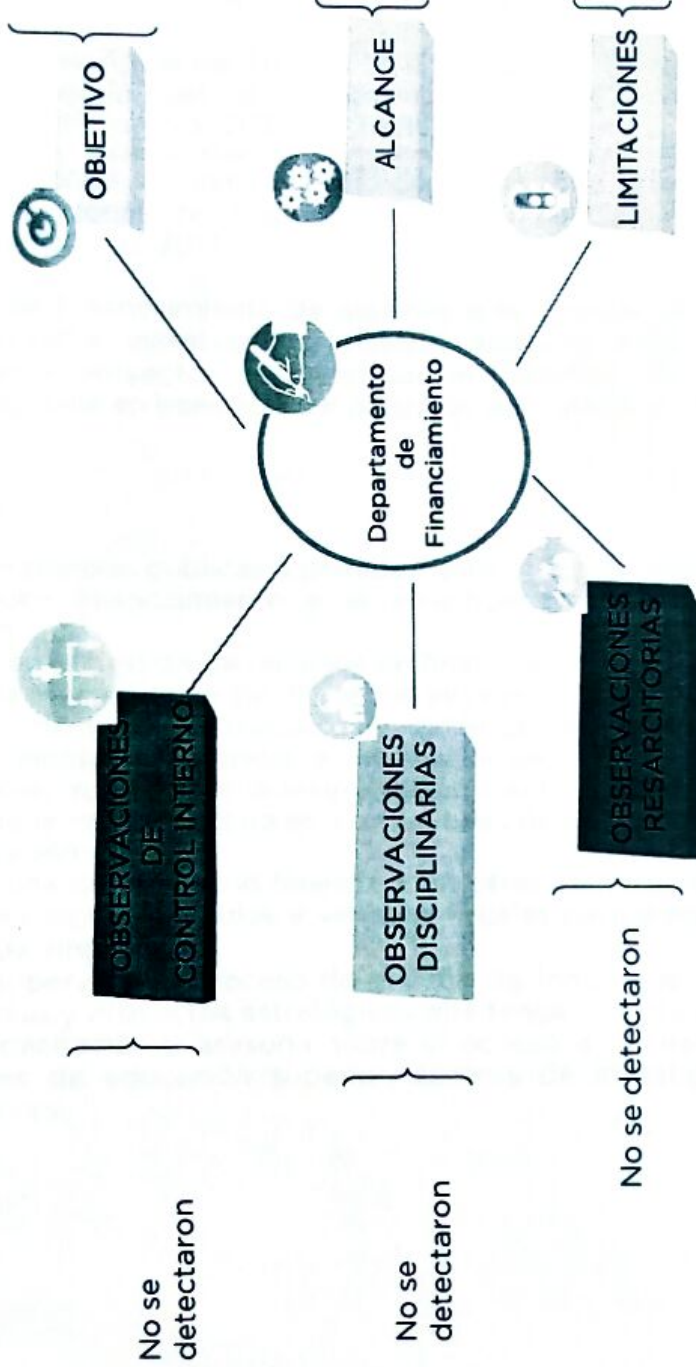 OBJETIVO
ALCANCE
LIMITACIONES
Departamento
de
Financiamiento
OBSERVACIONES
DE
CONTROL INTERNO
No se
detectaron
OBSERVACIONES
DISCIPLINARIAS
No se
detectaron
OBSERVACIONES
RESARCITORIAS
No se detectaron